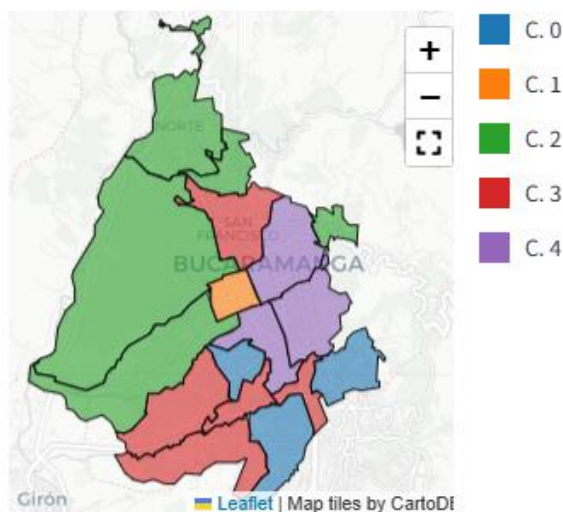 C. 0
+
C. 1
−
NORTE
C. 2
C. 3
SAN
FRANCISCO
BUCARAMANGA
C. 4
Girón
Leaflet | Map tiles by CartoDB